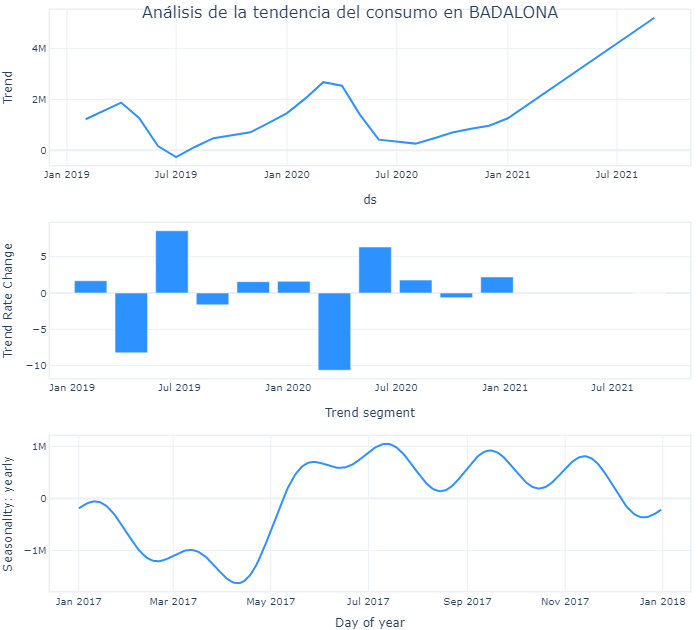 Análisis de la tendencia del consumo en BADALONA
Trend
4M
2M
0
Jan 2019 Jul 2019 Jan 2020 Jul 2020 Jan 2021 Jul 2021
ds
Trend Rate Change
5
0
−5
−10
Jan 2019 Jul 2019 Jan 2020 Jul 2020 Jan 2021 Jul 2021
Trend segment
Seasonality: yearly
1M
0
−1M
Jan 2017 Mar 2017 May 2017 Jul 2017 Sep 2017 Nov 2017 Jan 2018
Day of year